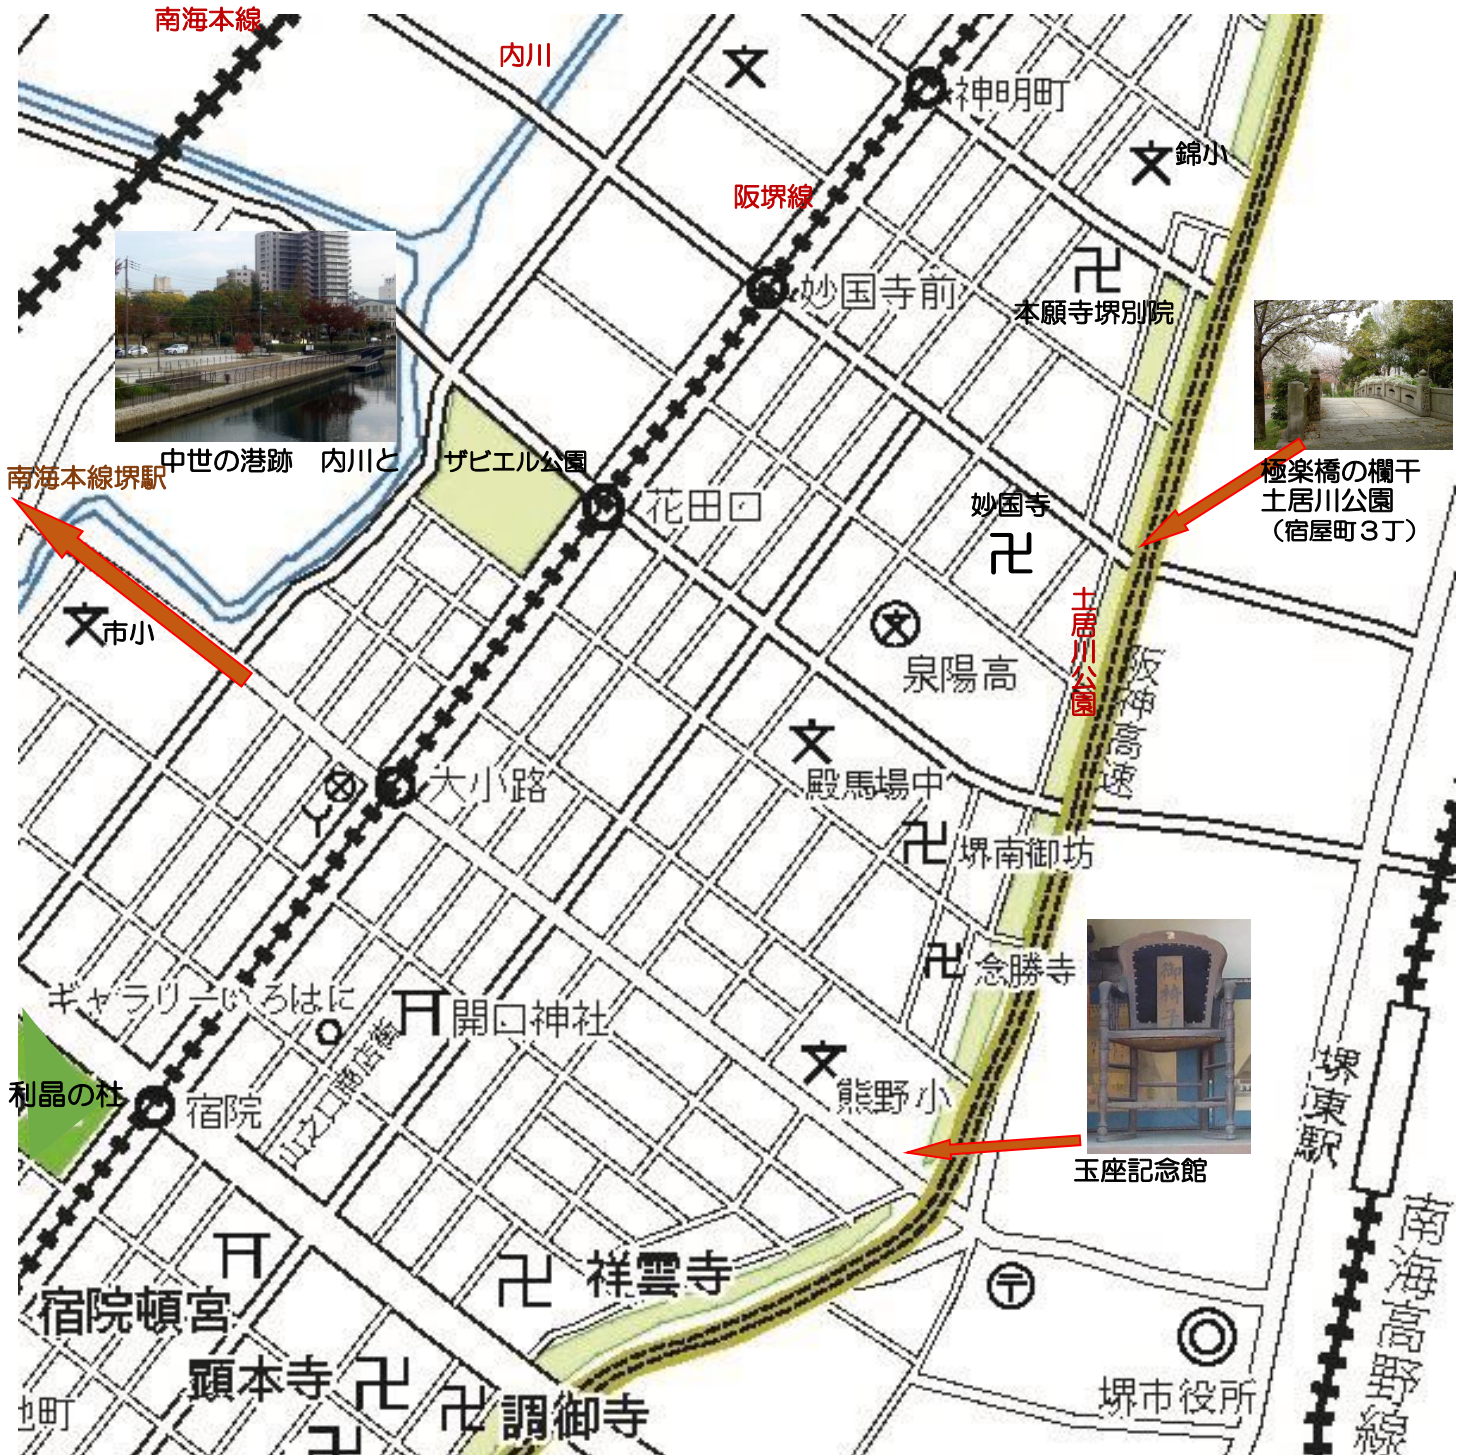 南海本線
内川
神明町
錦小
阪堺線
妙国寺前
本願寺堺別院
中世の港跡　内川と
ザビエル公園
南海本線堺駅
極楽橋の欄干
土居川公園
（宿屋町３丁）
花田口
妙国寺
市小
土居川公園
泉陽高
阪神高速
大小路
殿馬場中
堺南御坊
念勝寺
御椅子
ギャラリーいろはに
開口神社
山之口商店街
熊野小
堺東駅
利晶の杜
宿院
玉座記念館
南海高野線
祥雲寺
宿院頓宮
顕本寺
調御寺
堺市役所